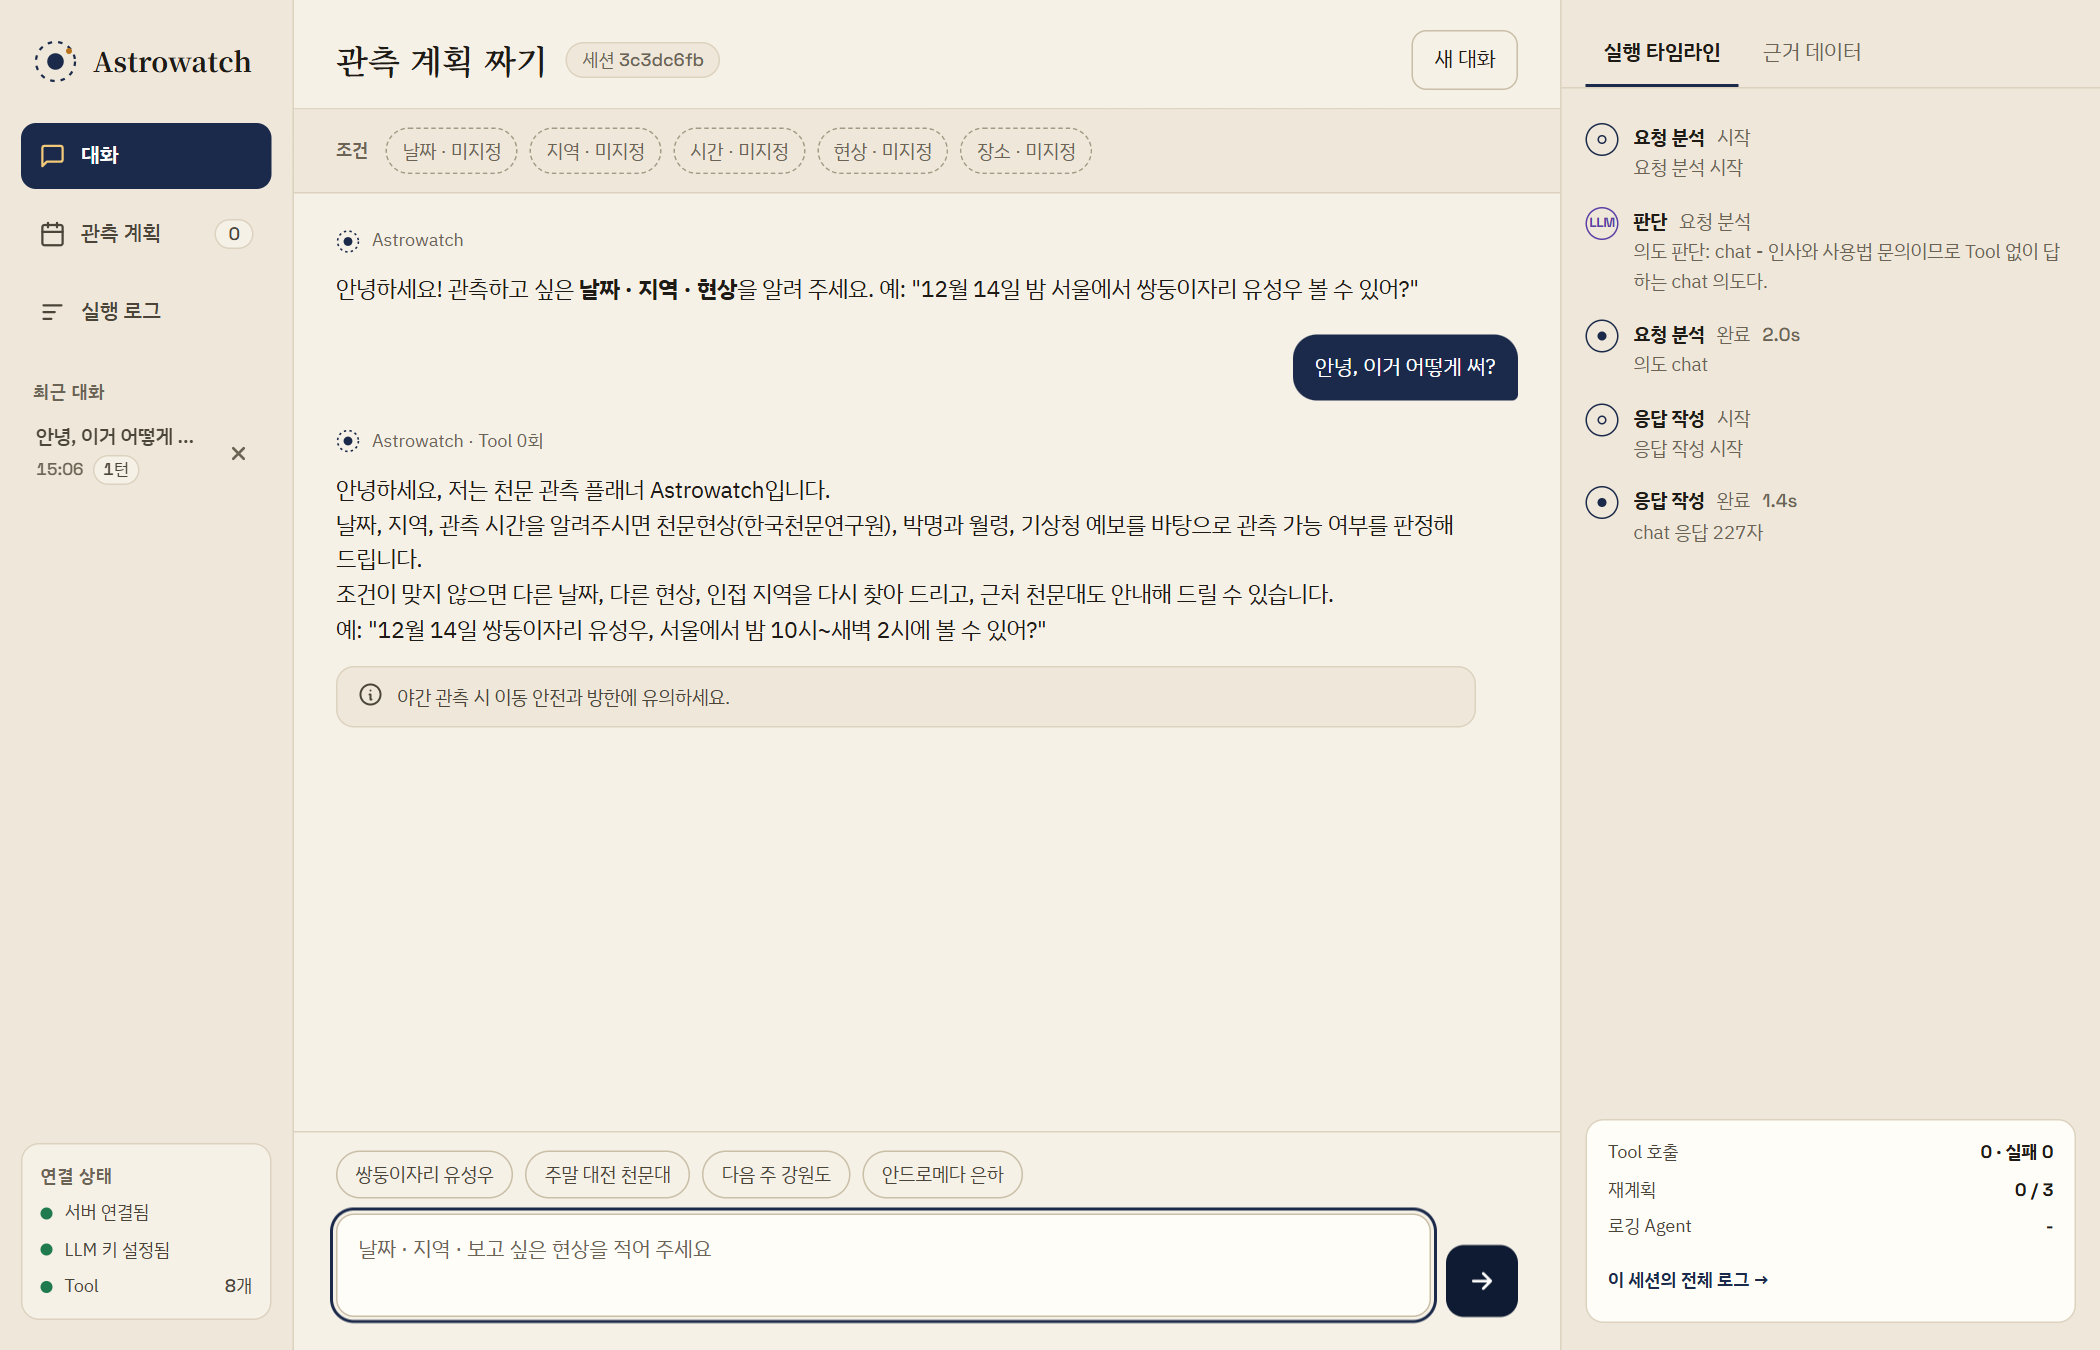 Astrowatch
대화
관측 계획 0
실행 로그
최근 대화
안녕, 이거 어떻게 ...
15:06 1턴
연결 상태
서버 연결됨
LLM 키 설정됨
Tool 8개
관측 계획 짜기 세션 3c3dc6fb 새 대화
조건 날짜 · 미지정 지역 · 미지정 시간 · 미지정 현상 · 미지정 장소 · 미지정
Astrowatch
안녕하세요! 관측하고 싶은 날짜 · 지역 · 현상을 알려 주세요. 예: "12월 14일 밤 서울에서 쌍둥이자리 유성우 볼 수 있어?"
안녕, 이거 어떻게 써?
Astrowatch · Tool 0회
안녕하세요, 저는 천문 관측 플래너 Astrowatch입니다.
날짜, 지역, 관측 시간을 알려주시면 천문현상(한국천문연구원), 박명과 월령, 기상청 예보를 바탕으로 관측 가능 여부를 판정해
드립니다.
조건이 맞지 않으면 다른 날짜, 다른 현상, 인접 지역을 다시 찾아 드리고, 근처 천문대도 안내해 드릴 수 있습니다.
예: "12월 14일 쌍둥이자리 유성우, 서울에서 밤 10시~새벽 2시에 볼 수 있어?"
야간 관측 시 이동 안전과 방한에 유의하세요.
쌍둥이자리 유성우 주말 대전 천문대 다음 주 강원도 안드로메다 은하
날짜 · 지역 · 보고 싶은 현상을 적어 주세요
실행 타임라인 근거 데이터
요청 분석 시작
요청 분석 시작
LLM 판단 요청 분석
의도 판단: chat - 인사와 사용법 문의이므로 Tool 없이 답
하는 chat 의도다.
요청 분석 완료 2.0s
의도 chat
응답 작성 시작
응답 작성 시작
응답 작성 완료 1.4s
chat 응답 227자
Tool 호출 0 · 실패 0
재계획 0 / 3
로깅 Agent -
이 세션의 전체 로그 →